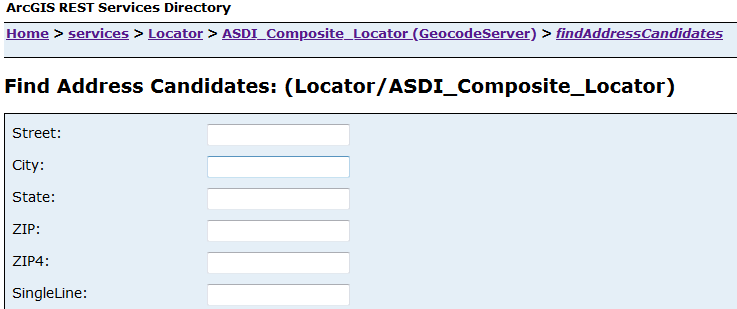 ArcGIS REST Services Directory
Home > services > Locator > ASDI_Composite_Locator (GeocodeServer) > findAddressCandidates
Find Address Candidates: (Locator/ASDI_Composite_Locator)
Street:
City:
State:
ZIP:
ZIP4:
SingleLine: